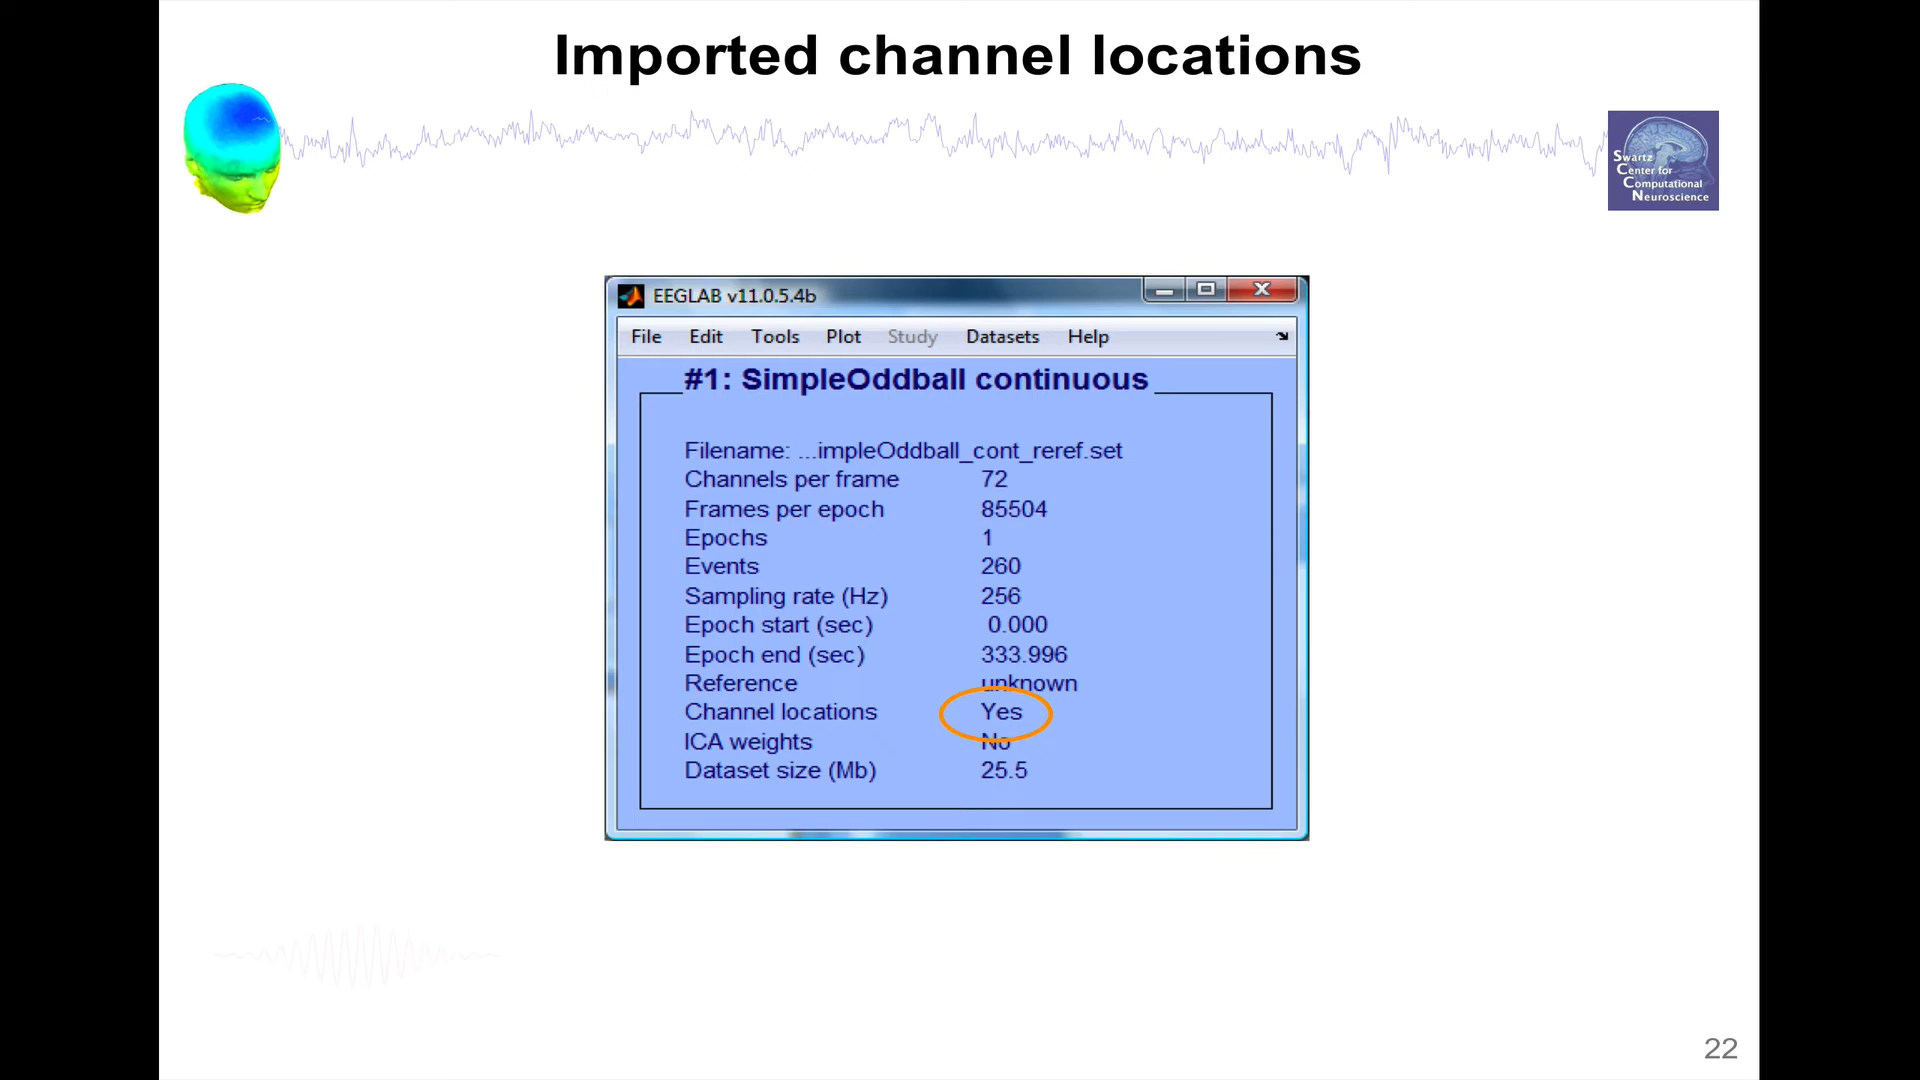 Imported channel locations
Swartz
Center for
Computational
Neuroscience
EEGLAB v11.0.5.4b
File Edit Tools Plot Study Datasets Help
#1: SimpleOddball continuous
Filename: ...impleOddball_cont_reref.set
Channels per frame 72
Frames per epoch 85504
Epochs 1
Events 260
Sampling rate (Hz) 256
Epoch start (sec) 0.000
Epoch end (sec) 333.996
Reference unknown
Channel locations Yes
ICA weights No
Dataset size (Mb) 25.5
22